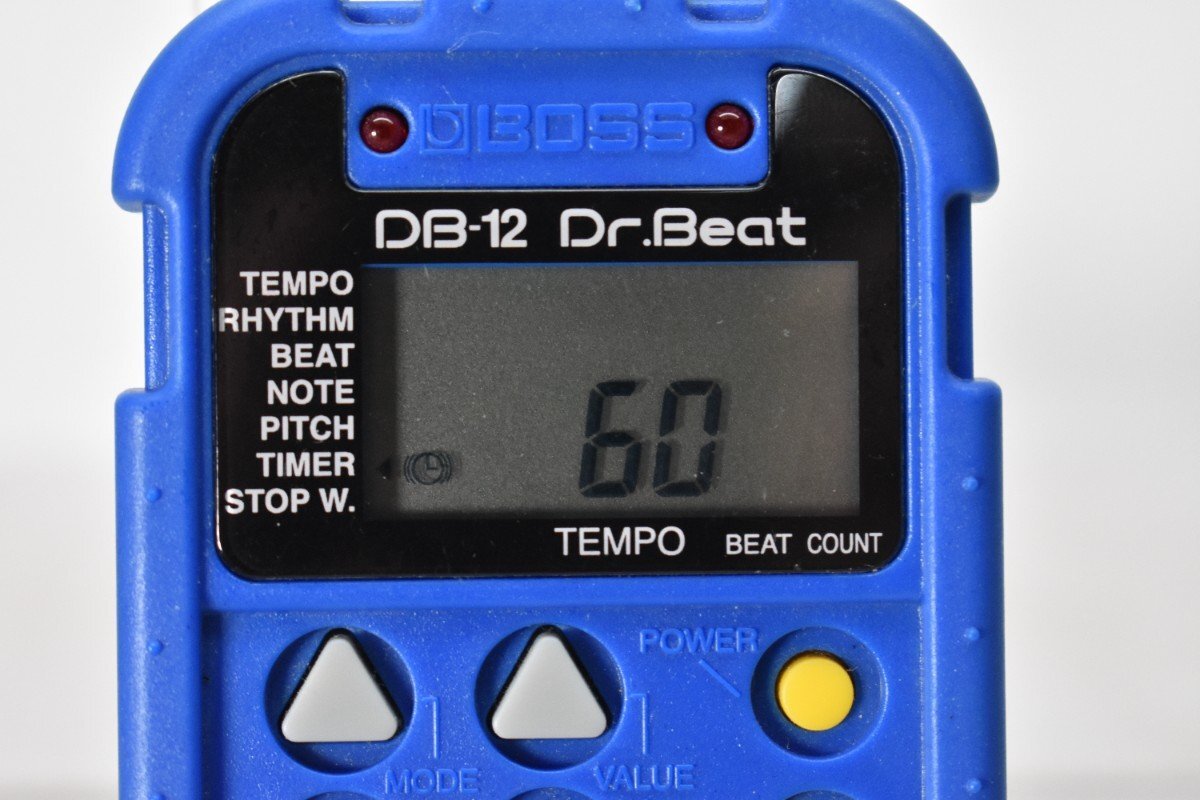 BOSS
DB-12 Dr.Beat
TEMPO
RHYTHM
BEAT
NOTE
PITCH
TIMER
STOP W.
60
TEMPO BEAT COUNT
POWER
MODE VALUE